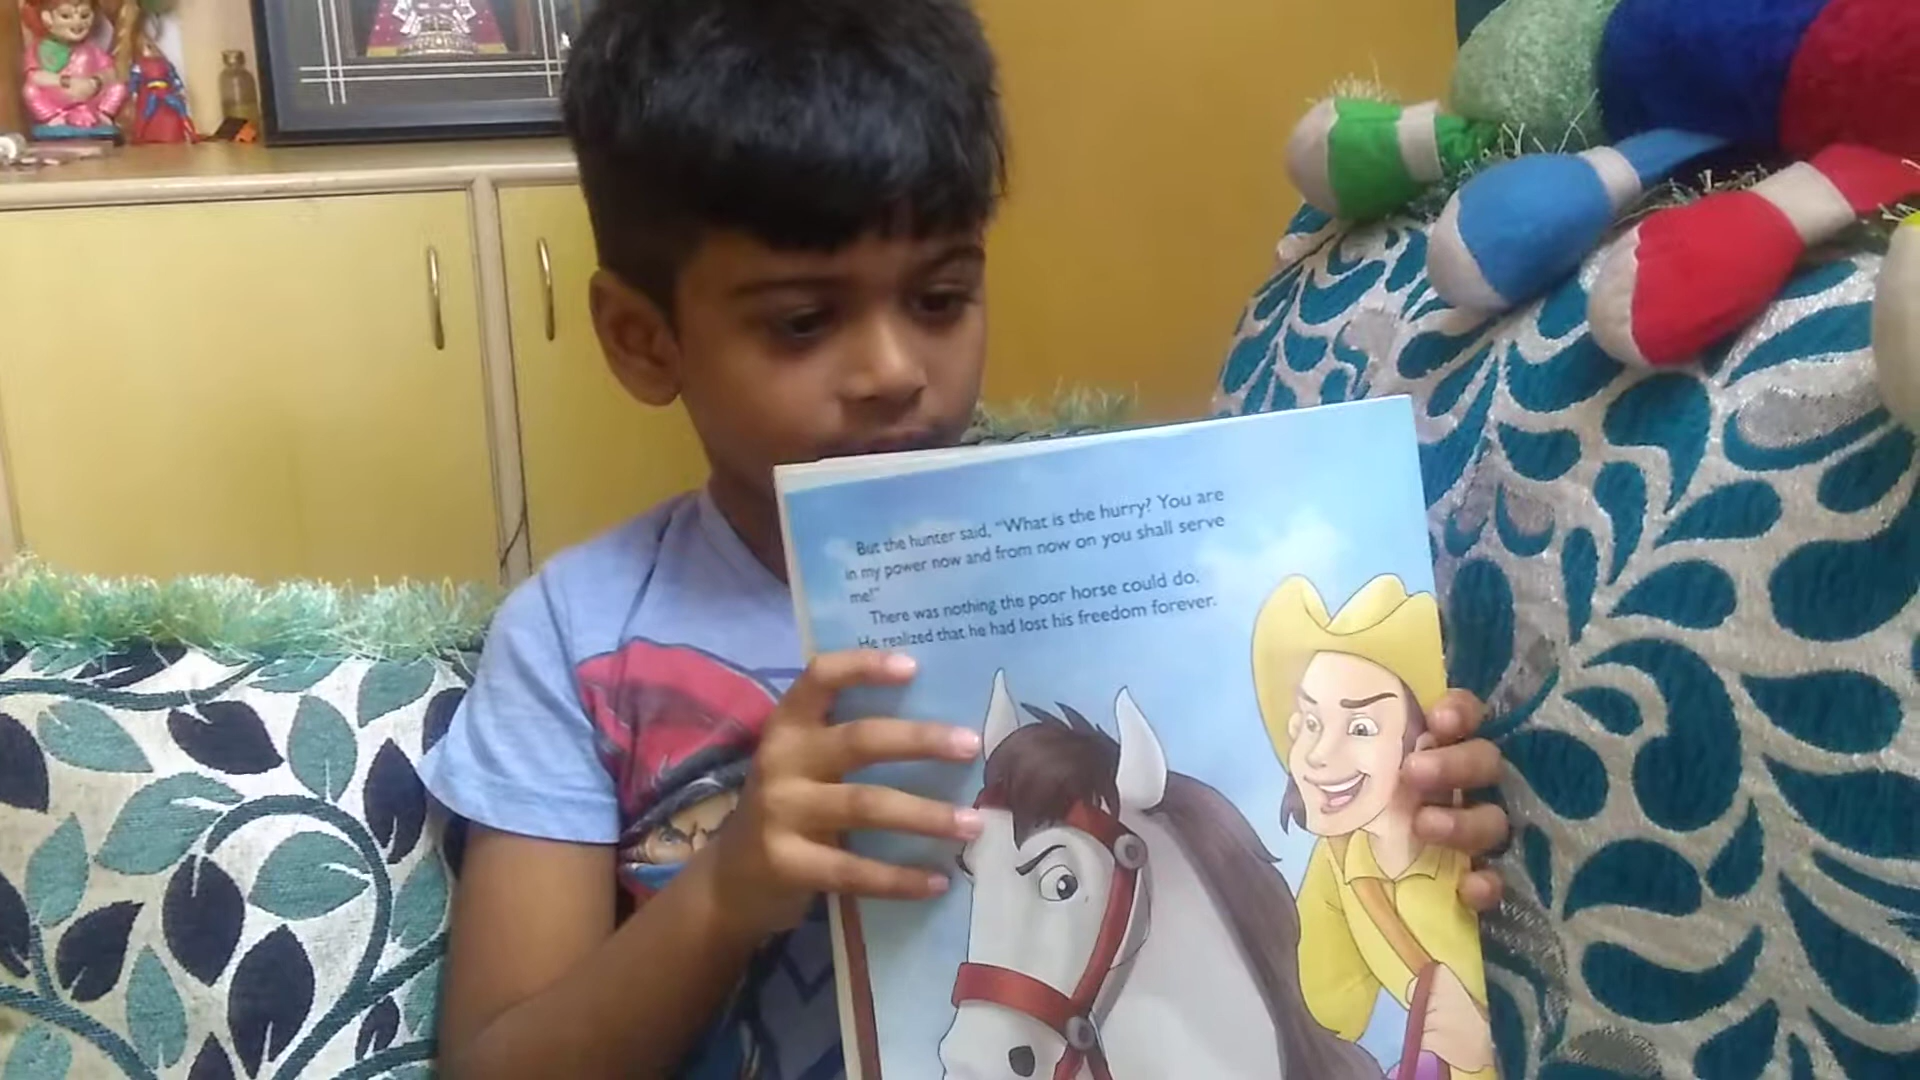 But the hunter said, "What is the hurry? You are
in my power now and from now on you shall serve
me!"
There was nothing the poor horse could do.
He realized that he had lost his freedom forever.